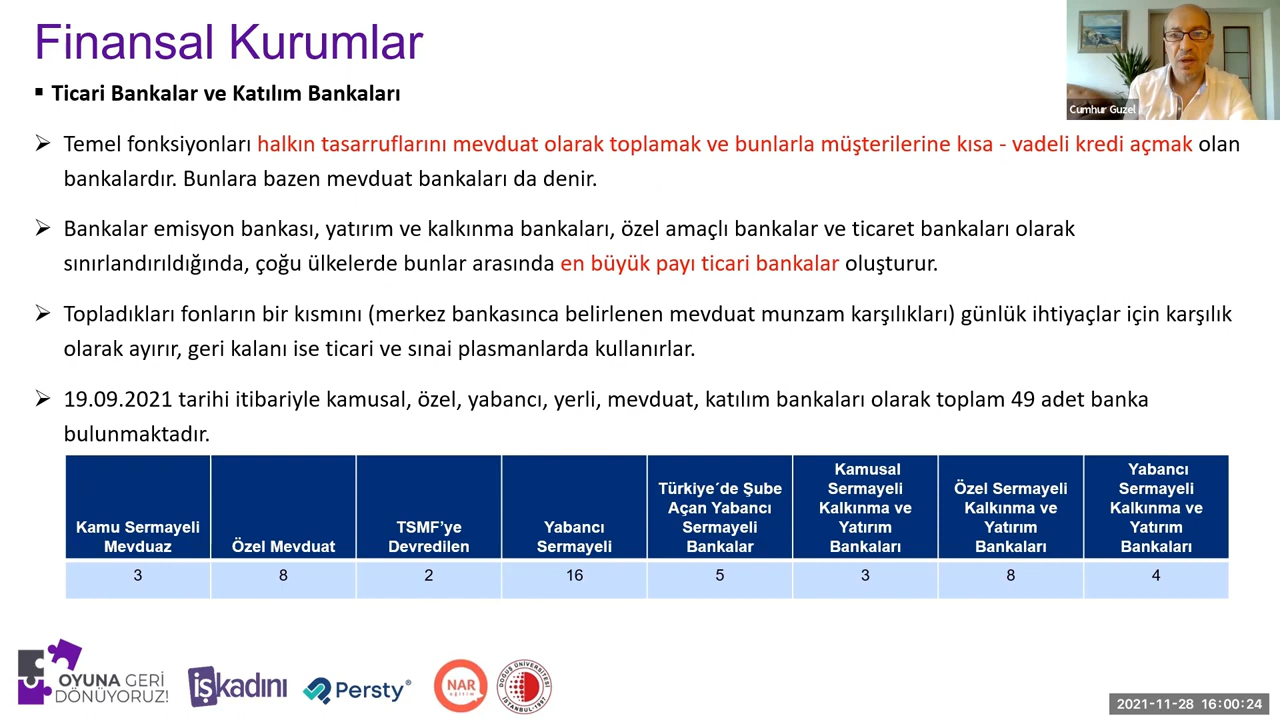 Finansal Kurumlar
Cumhur Guzel
▪ Ticari Bankalar ve Katılım Bankaları
➢ Temel fonksiyonları halkın tasarruflarını mevduat olarak toplamak ve bunlarla müşterilerine kısa - vadeli kredi açmak olan
bankalardır. Bunlara bazen mevduat bankaları da denir.
➢ Bankalar emisyon bankası, yatırım ve kalkınma bankaları, özel amaçlı bankalar ve ticaret bankaları olarak
sınırlandırıldığında, çoğu ülkelerde bunlar arasında en büyük payı ticari bankalar oluşturur.
➢ Topladıkları fonların bir kısmını (merkez bankasınca belirlenen mevduat munzam karşılıkları) günlük ihtiyaçlar için karşılık
olarak ayırır, geri kalanı ise ticari ve sınai plasmanlarda kullanırlar.
➢ 19.09.2021 tarihi itibariyle kamusal, özel, yabancı, yerli, mevduat, katılım bankaları olarak toplam 49 adet banka
bulunmaktadır.
Kamu Sermayeli
Mevduaz
Özel Mevduat
TSMF’ye
Devredilen
Yabancı
Sermayeli
Türkiye´de Şube
Açan Yabancı
Sermayeli
Bankalar
Kamusal
Sermayeli
Kalkınma ve
Yatırım
Bankaları
Özel Sermayeli
Kalkınma ve
Yatırım
Bankaları
Yabancı
Sermayeli
Kalkınma ve
Yatırım
Bankaları
3 8 2 16 5 3 8 4
OYUNA GERİ
DÖNÜYORUZ!
işkadını
Persty®
NAR
eğitim
DOĞUŞ ÜNİVERSİTESİ
İSTANBUL-1997
2021-11-28 16:00:24